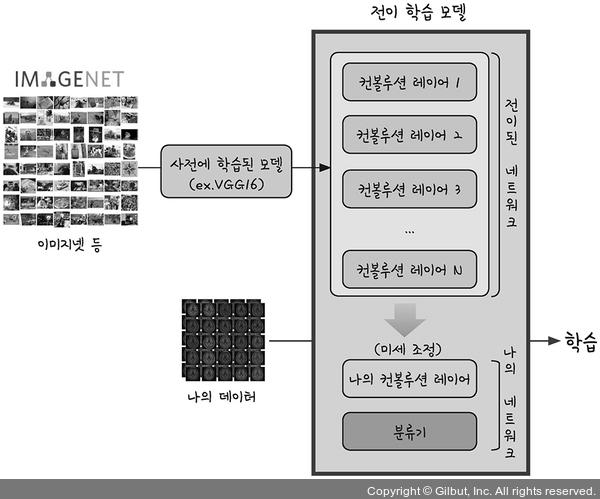 전이 학습 모델
IMAGENET
이미지넷 등
사전에 학습된 모델
(ex.VGG16)
컨볼루션 레이어 1
컨볼루션 레이어 2
컨볼루션 레이어 3
...
컨볼루션 레이어 N
전이된 네트워크
나의 데이터
(미세 조정)
나의 컨볼루션 레이어
분류기
나의 네트워크
학습
Copyright © Gilbut, Inc. All rights reserved.